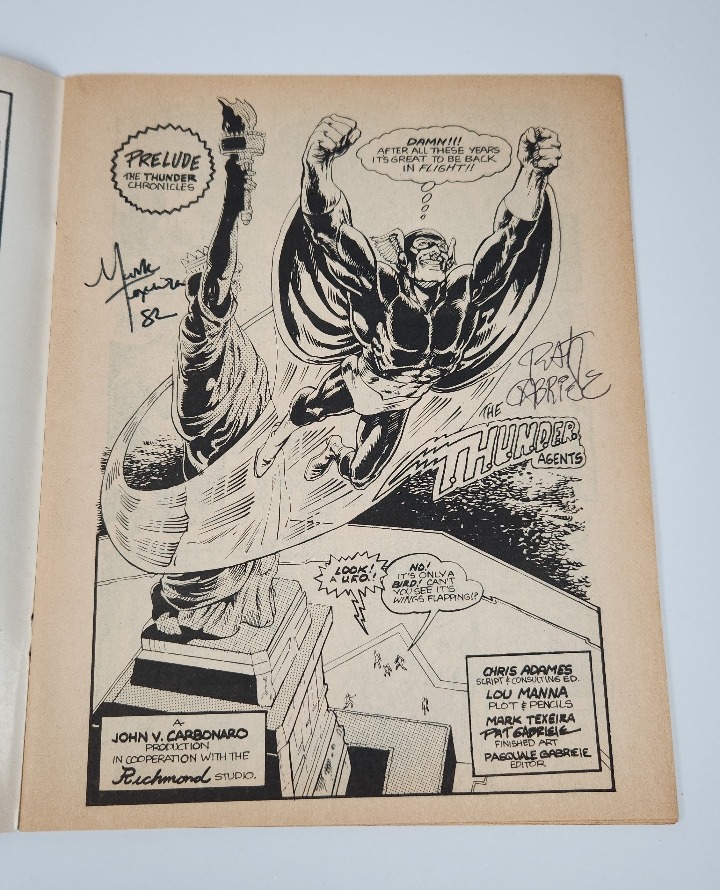 PRELUDE
THE THUNDER
CHRONICLES
DAMN!!!
AFTER ALL THESE YEARS
IT'S GREAT TO BE BACK
IN FLIGHT!!
Mark
Texeira
82
PAT
GABRIELE
THE
T.H.U.N.D.E.R.
AGENTS
LOOK!
A U.F.O.!
NO!
IT'S ONLY A
BIRD! CAN'T
YOU SEE IT'S
WINGS FLAPPING!?
A
JOHN V. CARBONARO
PRODUCTION
IN COOPERATION WITH THE
Richmond STUDIO.
CHRIS ADAMES
SCRIPT & CONSULTING ED.
LOU MANNA
PLOT & PENCILS
MARK TEXEIRA
PAT GABRIELE
FINISHED ART
PASQUALE GABRIELE
EDITOR